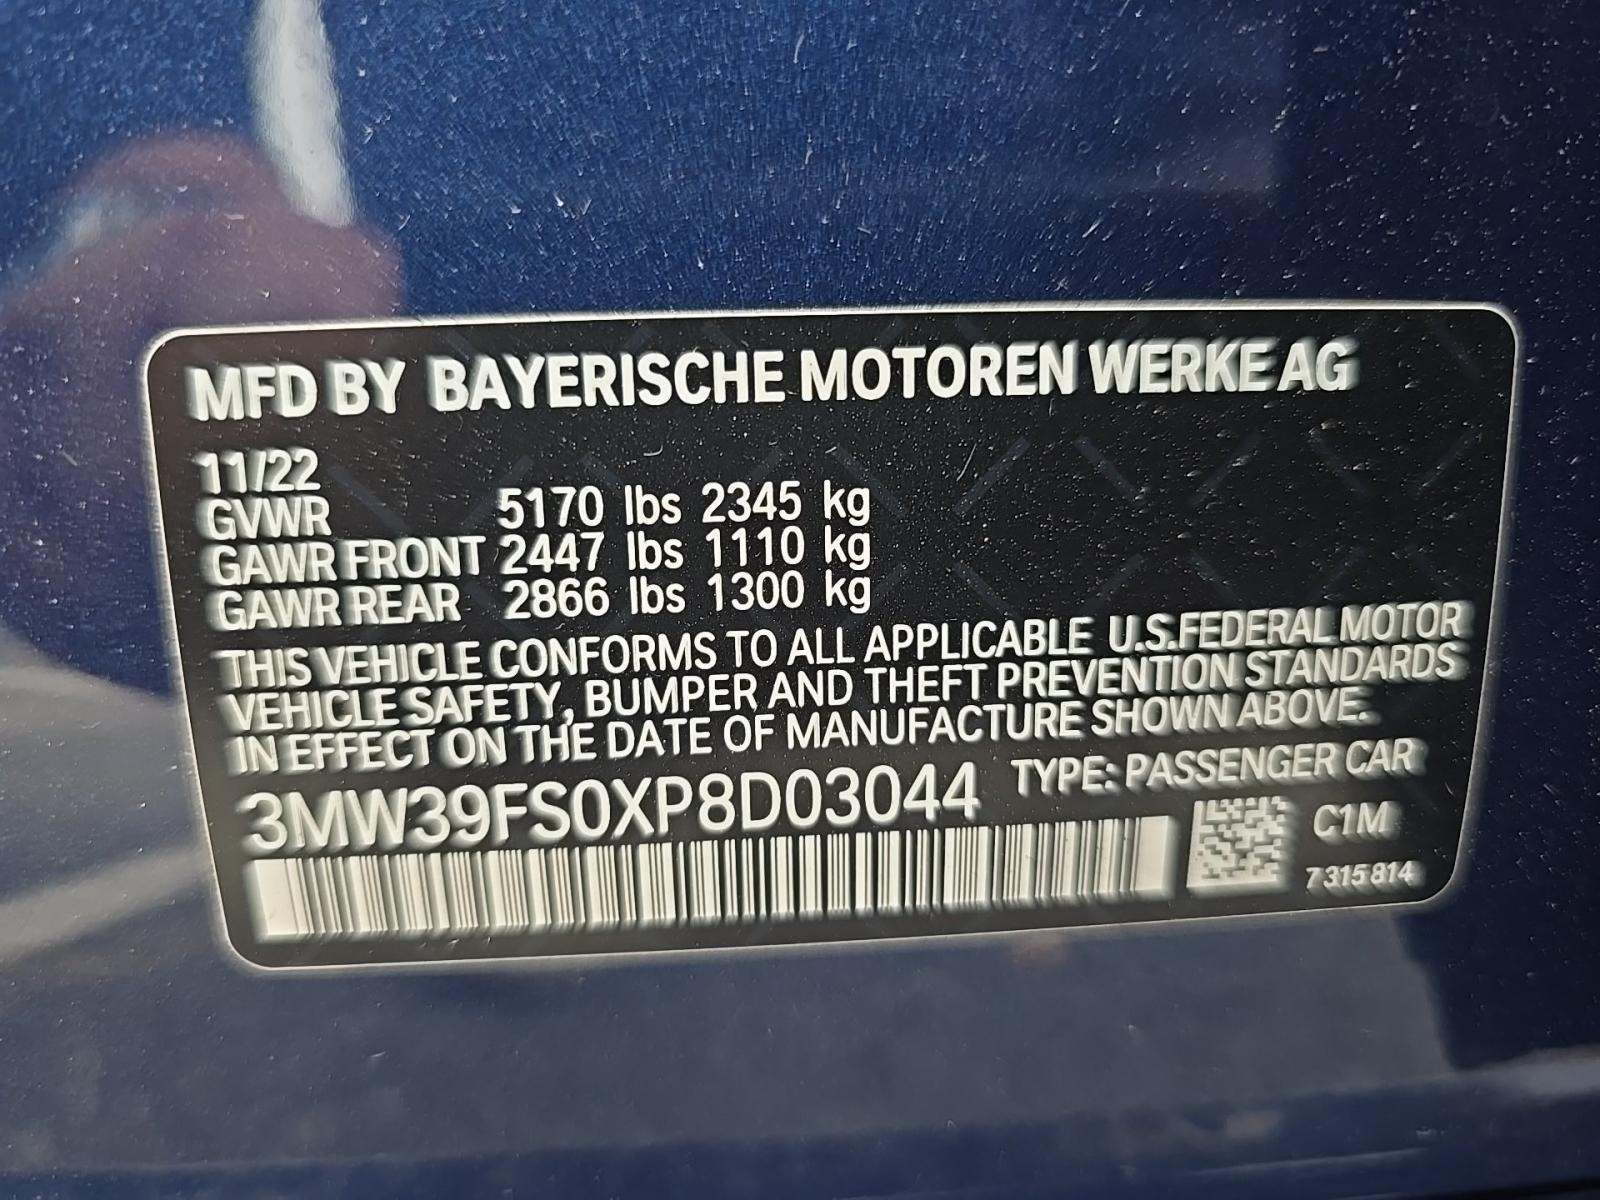 MFD BY BAYERISCHE MOTOREN WERKE AG
11/22
GVWR 5170 lbs 2345 kg
GAWR FRONT 2447 lbs 1110 kg
GAWR REAR 2866 lbs 1300 kg
THIS VEHICLE CONFORMS TO ALL APPLICABLE U.S.FEDERAL MOTOR
VEHICLE SAFETY, BUMPER AND THEFT PREVENTION STANDARDS
IN EFFECT ON THE DATE OF MANUFACTURE SHOWN ABOVE.
3MW39FS0XP8D03044 TYPE: PASSENGER CAR
C1M
7 315 814